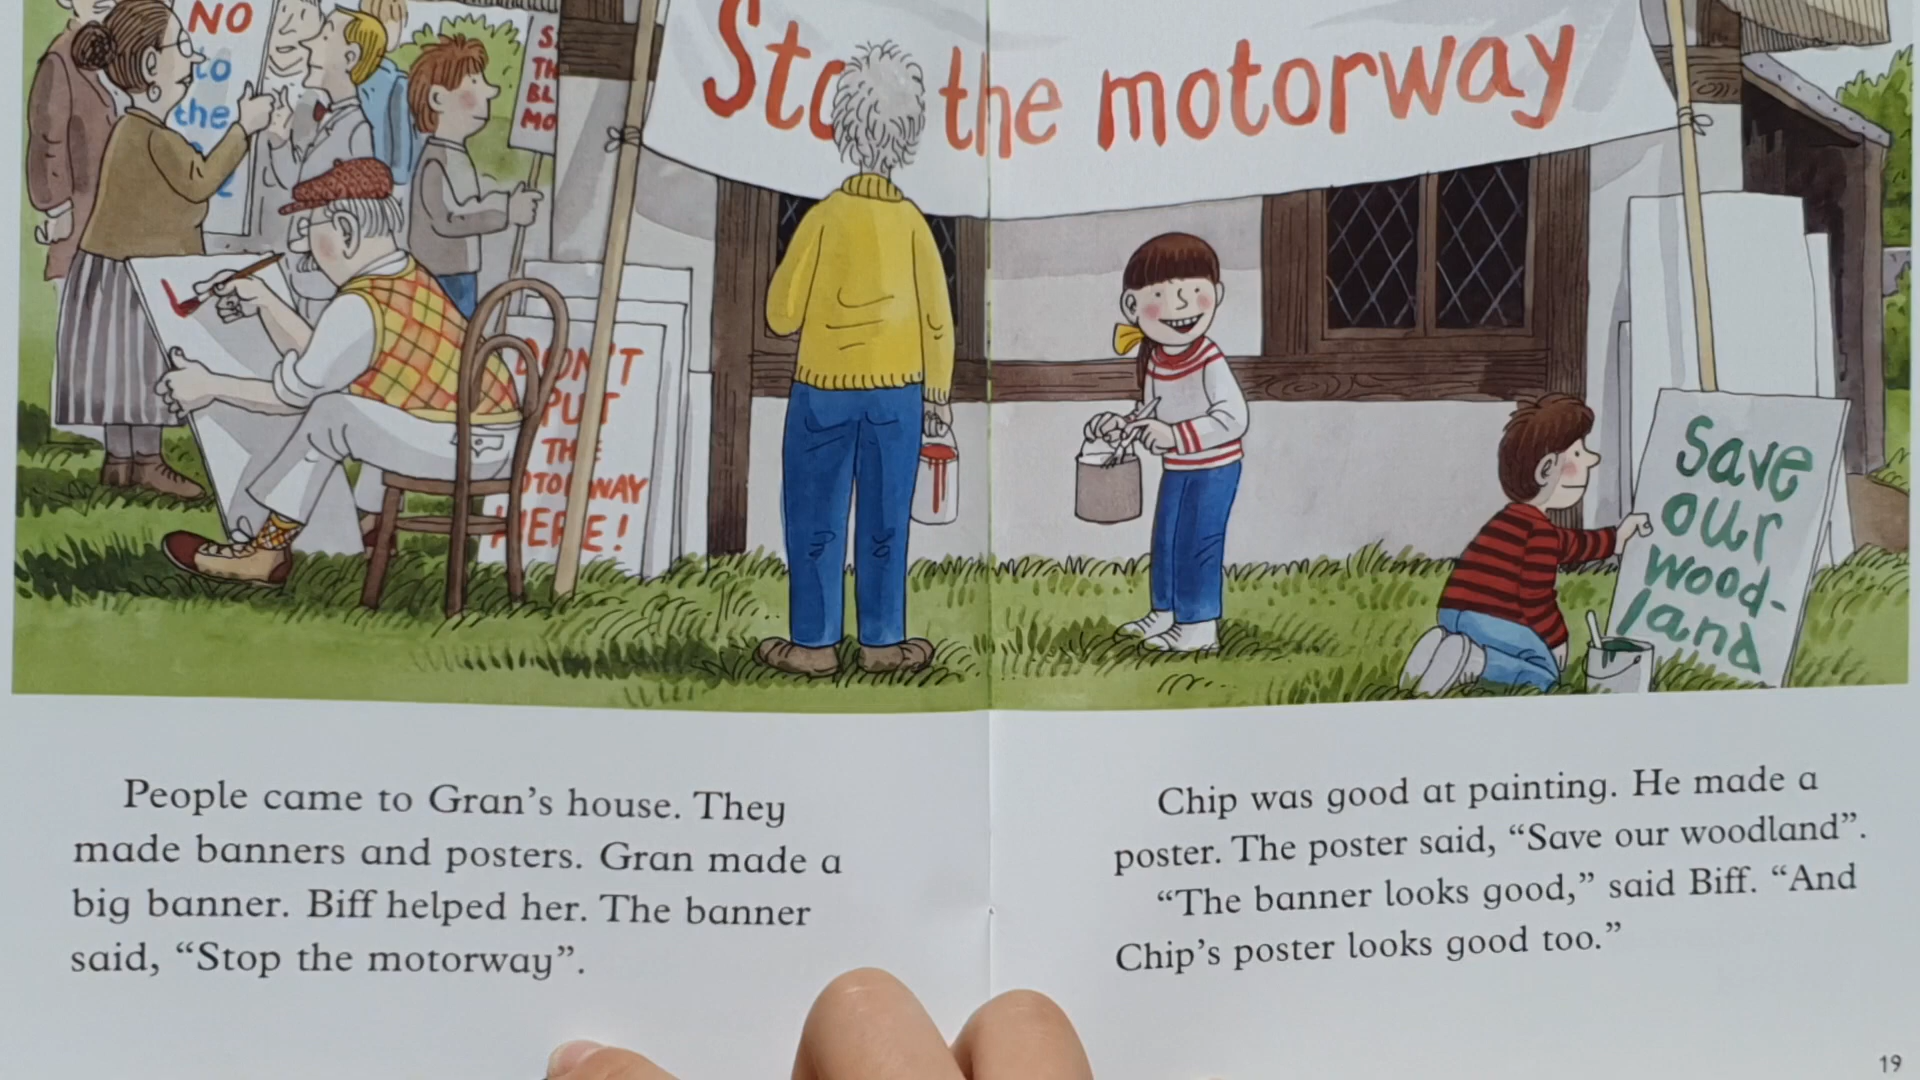 NO
to
the
Stop the motorway
DON'T
PUT
THE
MOTORWAY
HERE!
Save
our
wood-
land
People came to Gran's house. They
made banners and posters. Gran made a
big banner. Biff helped her. The banner
said, "Stop the motorway".
Chip was good at painting. He made a
poster. The poster said, "Save our woodland".
"The banner looks good," said Biff. "And
Chip's poster looks good too."
19